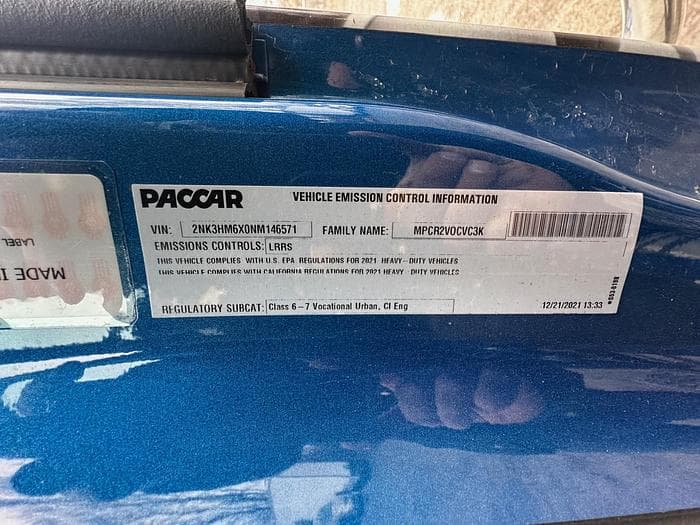 PACCAR VEHICLE EMISSION CONTROL INFORMATION
VIN: 2NK3HM6X0NM146571 FAMILY NAME: MPCR2VOCVC3K
EMISSIONS CONTROLS: LRRS
THIS VEHICLE COMPLIES WITH U.S. EPA REGULATIONS FOR 2021 HEAVY-DUTY VEHICLES
THIS VEHICLE COMPLIES WITH CALIFORNIA REGULATIONS FOR 2021 HEAVY-DUTY VEHICLES
REGULATORY SUBCAT: Class 6-7 Vocational Urban, CI Eng 12/21/2021 13:33
LABEL
MADE